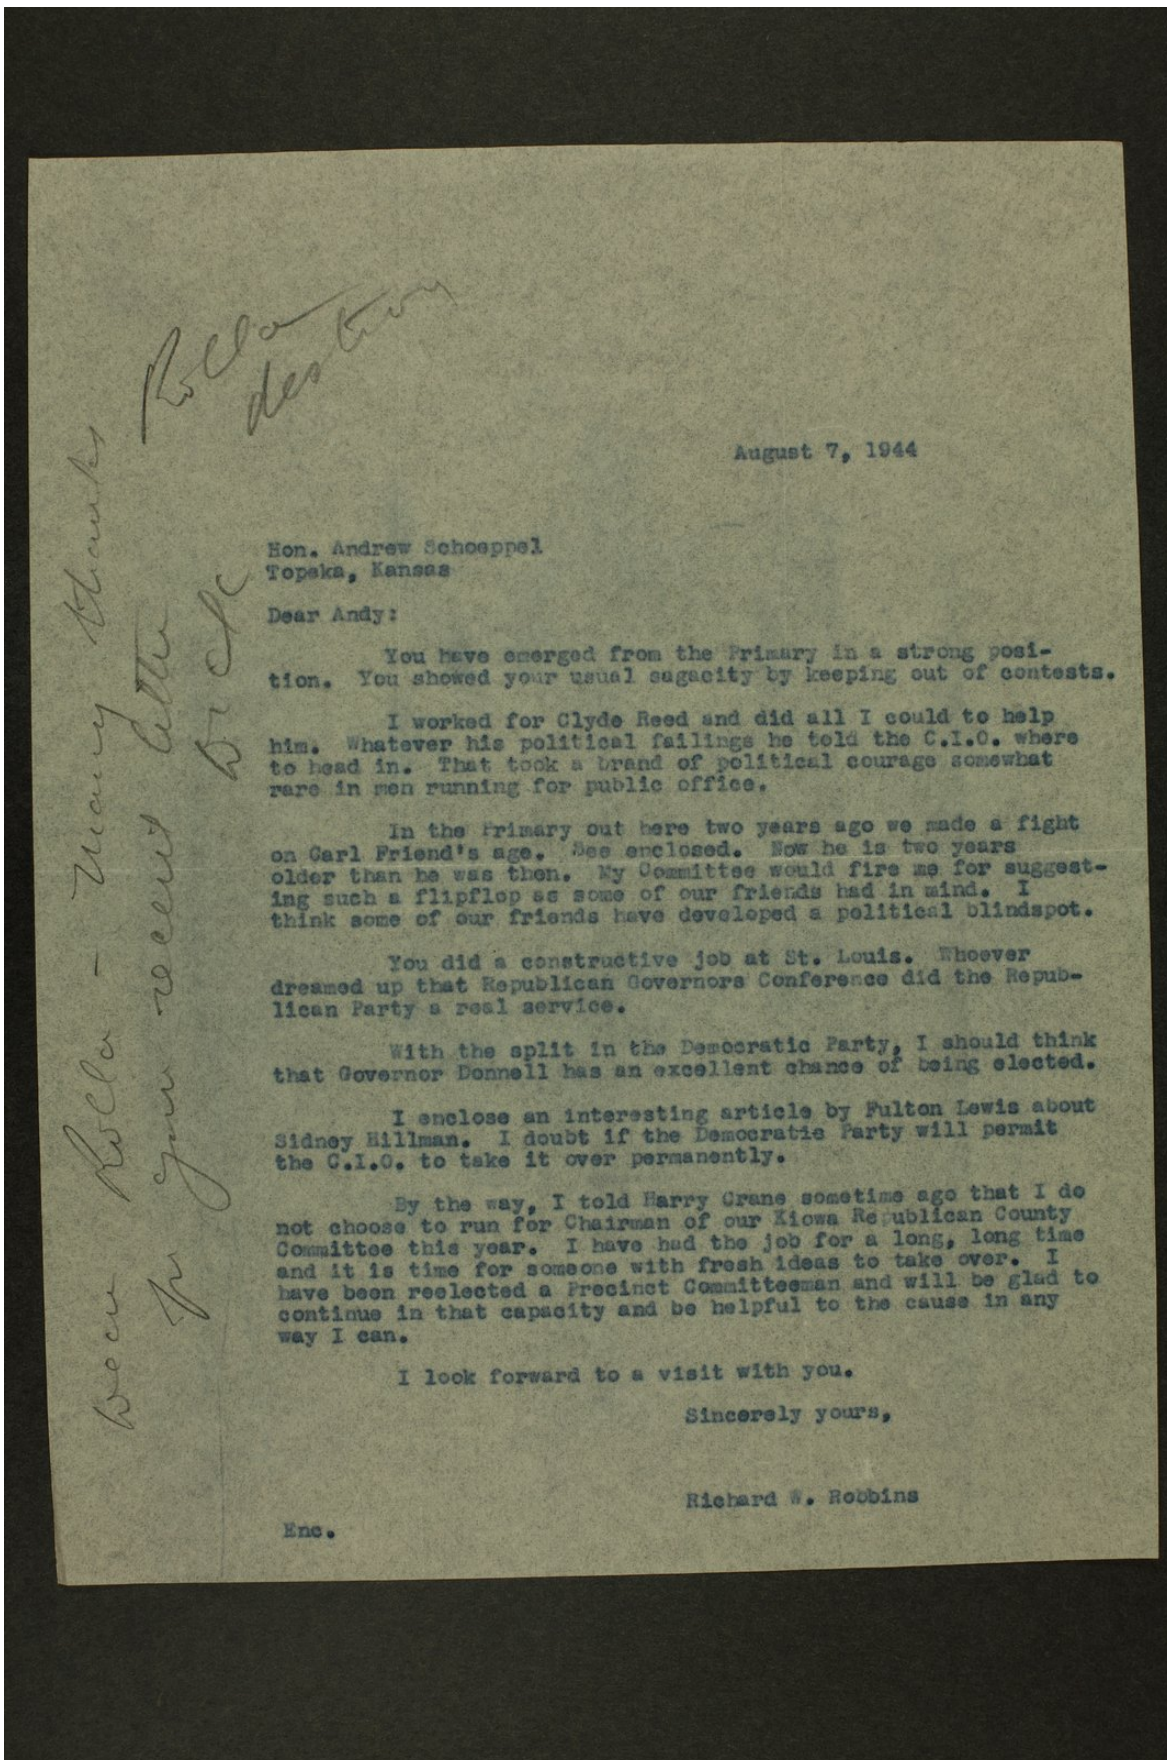 Rolla
destroy
Dear Rolla - Many thanks
for your recent letter
Dick
August 7, 1944
Hon. Andrew Schoeppel
Topeka, Kansas
Dear Andy:
You have emerged from the Primary in a strong posi-
tion. You showed your usual sagacity by keeping out of contests.
I worked for Clyde Reed and did all I could to help
him. Whatever his political failings he told the C.I.O. where
to head in. That took a brand of political courage somewhat
rare in men running for public office.
In the Primary out here two years ago we made a fight
on Carl Friend's age. See enclosed. Now he is two years
older than he was then. My Committee would fire me for suggest-
ing such a flipflop as some of our friends had in mind. I
think some of our friends have developed a political blindspot.
You did a constructive job at St. Louis. Whoever
dreamed up that Republican Governors Conference did the Repub-
lican Party a real service.
With the split in the Democratic Party, I should think
that Governor Donnell has an excellent chance of being elected.
I enclose an interesting article by Fulton Lewis about
Sidney Hillman. I doubt if the Democratic Party will permit
the C.I.O. to take it over permanently.
By the way, I told Harry Crane sometime ago that I do
not choose to run for Chairman of our Kiowa Republican County
Committee this year. I have had the job for a long, long time
and it is time for someone with fresh ideas to take over. I
have been reelected a Precinct Committeeman and will be glad to
continue in that capacity and be helpful to the cause in any
way I can.
I look forward to a visit with you.
Sincerely yours,
Richard W. Robbins
Enc.